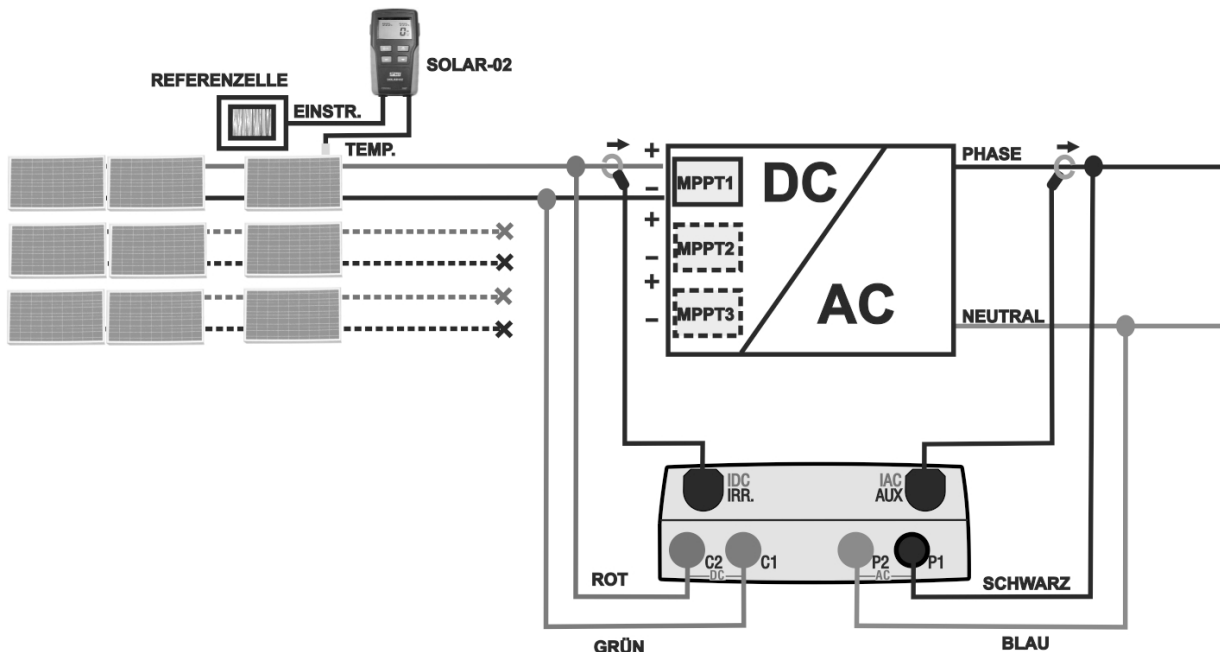 SOLAR-02
REFERENZELLE
EINSTR.
TEMP.
+
−
MPPT1
DC
PHASE
+
−
MPPT2
+
−
MPPT3
AC
NEUTRAL
IDC
IRR.
IAC
AUX
C2
C1
DC
P2
P1
AC
ROT
GRÜN
SCHWARZ
BLAU